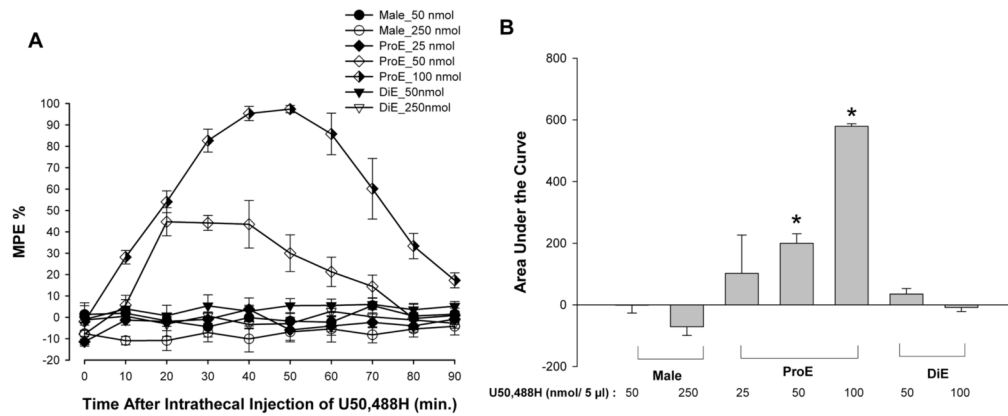 A
Male_50 nmol
Male_250 nmol
ProE_25 nmol
ProE_50 nmol
ProE_100 nmol
DiE_50nmol
DiE_250nmol
MPE %
100
90
80
70
60
50
40
30
20
10
0
-10
-20
0 10 20 30 40 50 60 70 80 90
Time After Intrathecal Injection of U50,488H (min.)
B
Area Under the Curve
800
600
400
200
0
-200
-400
* *
Male ProE DiE
U50,488H (nmol/ 5 µl) : 50 250 25 50 100 50 100